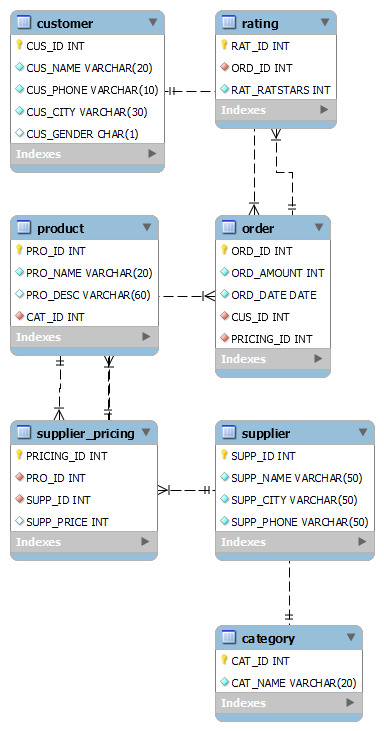 customer
CUS_ID INT
CUS_NAME VARCHAR(20)
CUS_PHONE VARCHAR(10)
CUS_CITY VARCHAR(30)
CUS_GENDER CHAR(1)
Indexes
rating
RAT_ID INT
ORD_ID INT
RAT_RATSTARS INT
Indexes
product
PRO_ID INT
PRO_NAME VARCHAR(20)
PRO_DESC VARCHAR(60)
CAT_ID INT
Indexes
order
ORD_ID INT
ORD_AMOUNT INT
ORD_DATE DATE
CUS_ID INT
PRICING_ID INT
Indexes
supplier_pricing
PRICING_ID INT
PRO_ID INT
SUPP_ID INT
SUPP_PRICE INT
Indexes
supplier
SUPP_ID INT
SUPP_NAME VARCHAR(50)
SUPP_CITY VARCHAR(50)
SUPP_PHONE VARCHAR(50)
Indexes
category
CAT_ID INT
CAT_NAME VARCHAR(20)
Indexes